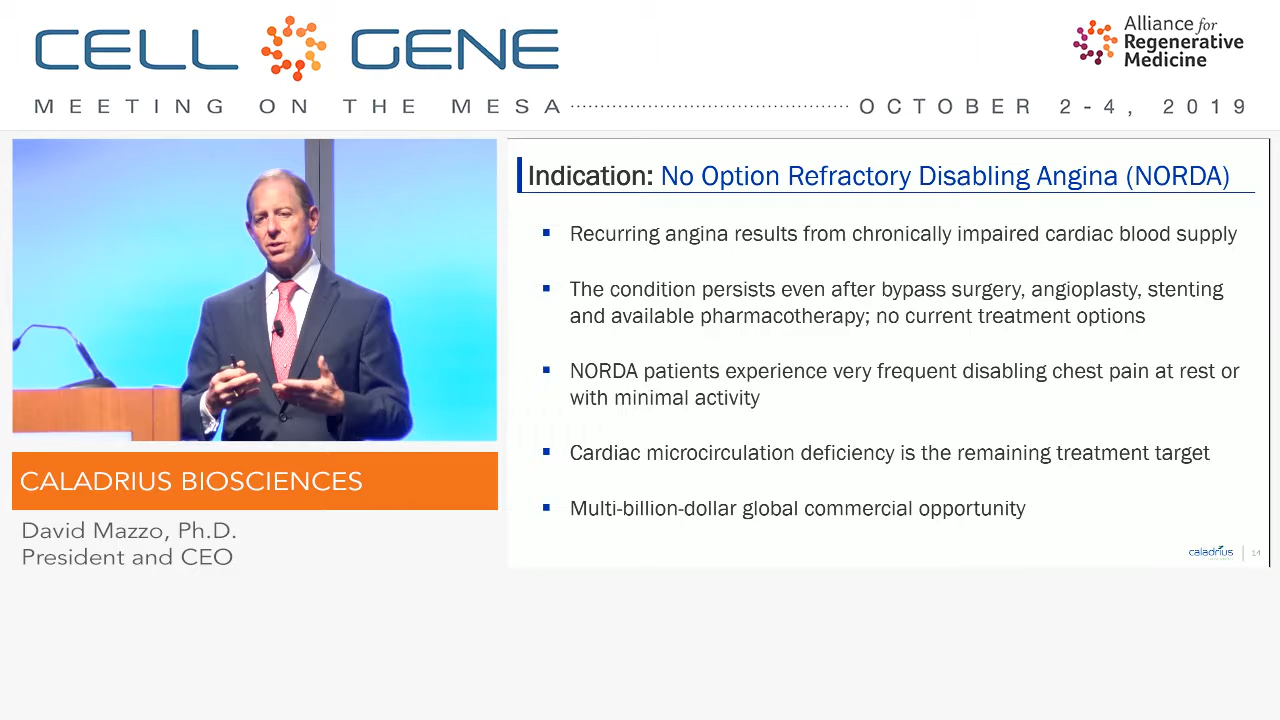 CELL GENE
Alliance for
Regenerative
Medicine
MEETING ON THE MESA
OCTOBER 2-4, 2019
Indication: No Option Refractory Disabling Angina (NORDA)
▪ Recurring angina results from chronically impaired cardiac blood supply
▪ The condition persists even after bypass surgery, angioplasty, stenting
and available pharmacotherapy; no current treatment options
▪ NORDA patients experience very frequent disabling chest pain at rest or
with minimal activity
▪ Cardiac microcirculation deficiency is the remaining treatment target
▪ Multi-billion-dollar global commercial opportunity
caladrius
14
CALADRIUS BIOSCIENCES
David Mazzo, Ph.D.
President and CEO